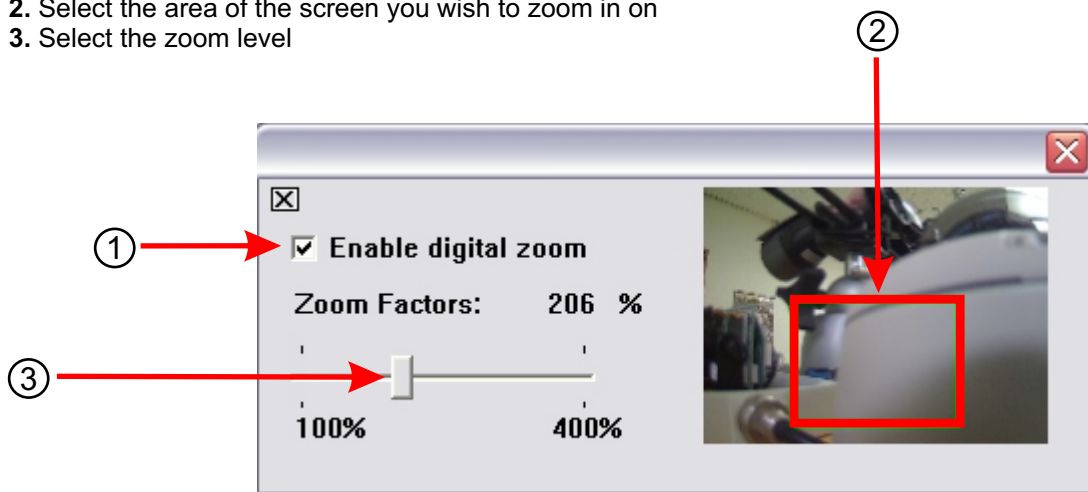 2. Select the area of the screen you wish to zoom in on
3. Select the zoom level
②
①
Enable digital zoom
Zoom Factors: 206 %
③
100% 400%